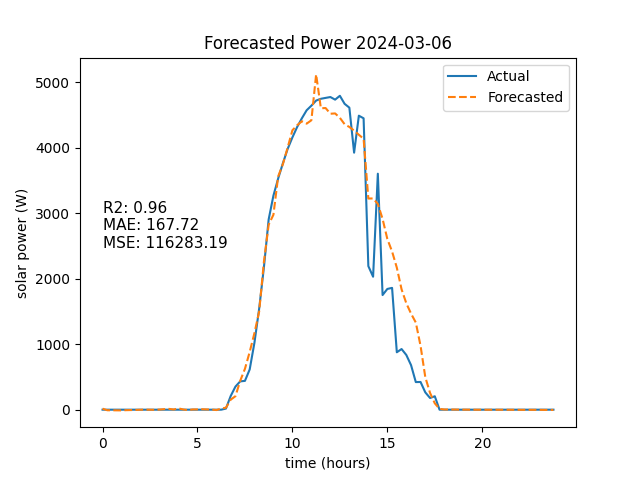 Forecasted Power 2024-03-06
Actual
Forecasted
R2: 0.96
MAE: 167.72
MSE: 116283.19
solar power (W)
5000
4000
3000
2000
1000
0
0 5 10 15 20
time (hours)